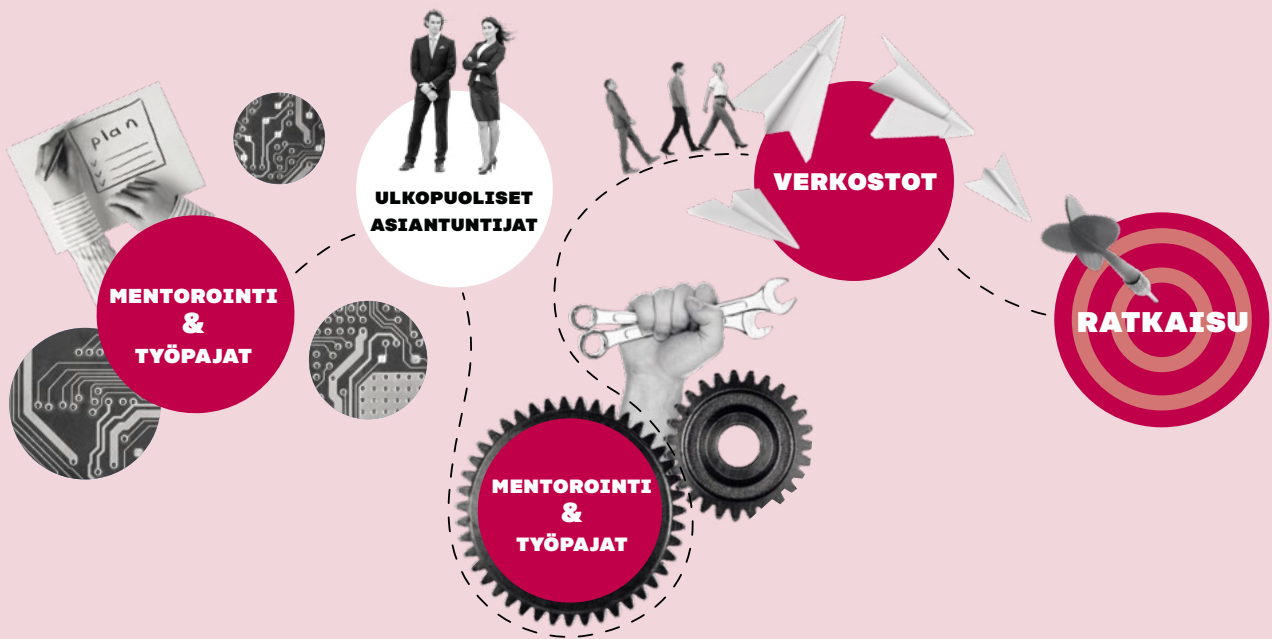 plan
MENTOROINTI
&
TYÖPAJAT
ULKOPUOLISET
ASIANTUNTIJAT
MENTOROINTI
&
TYÖPAJAT
VERKOSTOT
RATKAISU